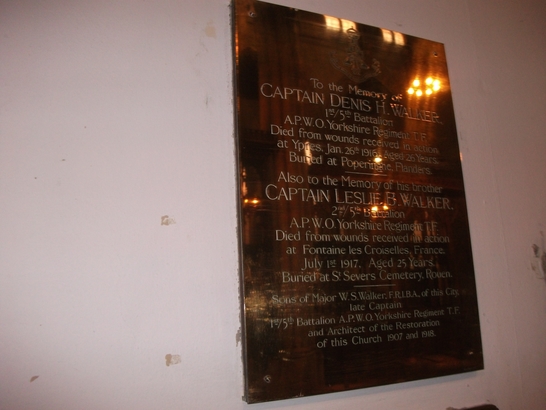 To the Memory of
CAPTAIN DENIS H. WALKER.
1st/5th Battalion
A.P.W.O. Yorkshire Regiment T.F.
Died from wounds received in action
at Ypres, Jan. 26th 1916. Aged 26 Years.
Buried at Poperinghe, Flanders.
Also to the Memory of his brother
CAPTAIN LESLIE B. WALKER.
2nd/5th Battalion
A.P.W.O. Yorkshire Regiment T.F.
Died from wounds received in action
at Fontaine les Croiselles, France.
July 1st 1917. Aged 25 Years.
Buried at St Severs Cemetery, Rouen.
Sons of Major W.S. Walker, F.R.I.B.A., of this City,
late Captain
1st/5th Battalion A.P.W.O. Yorkshire Regiment T.F.
and Architect of the Restoration
of this Church 1907 and 1918.